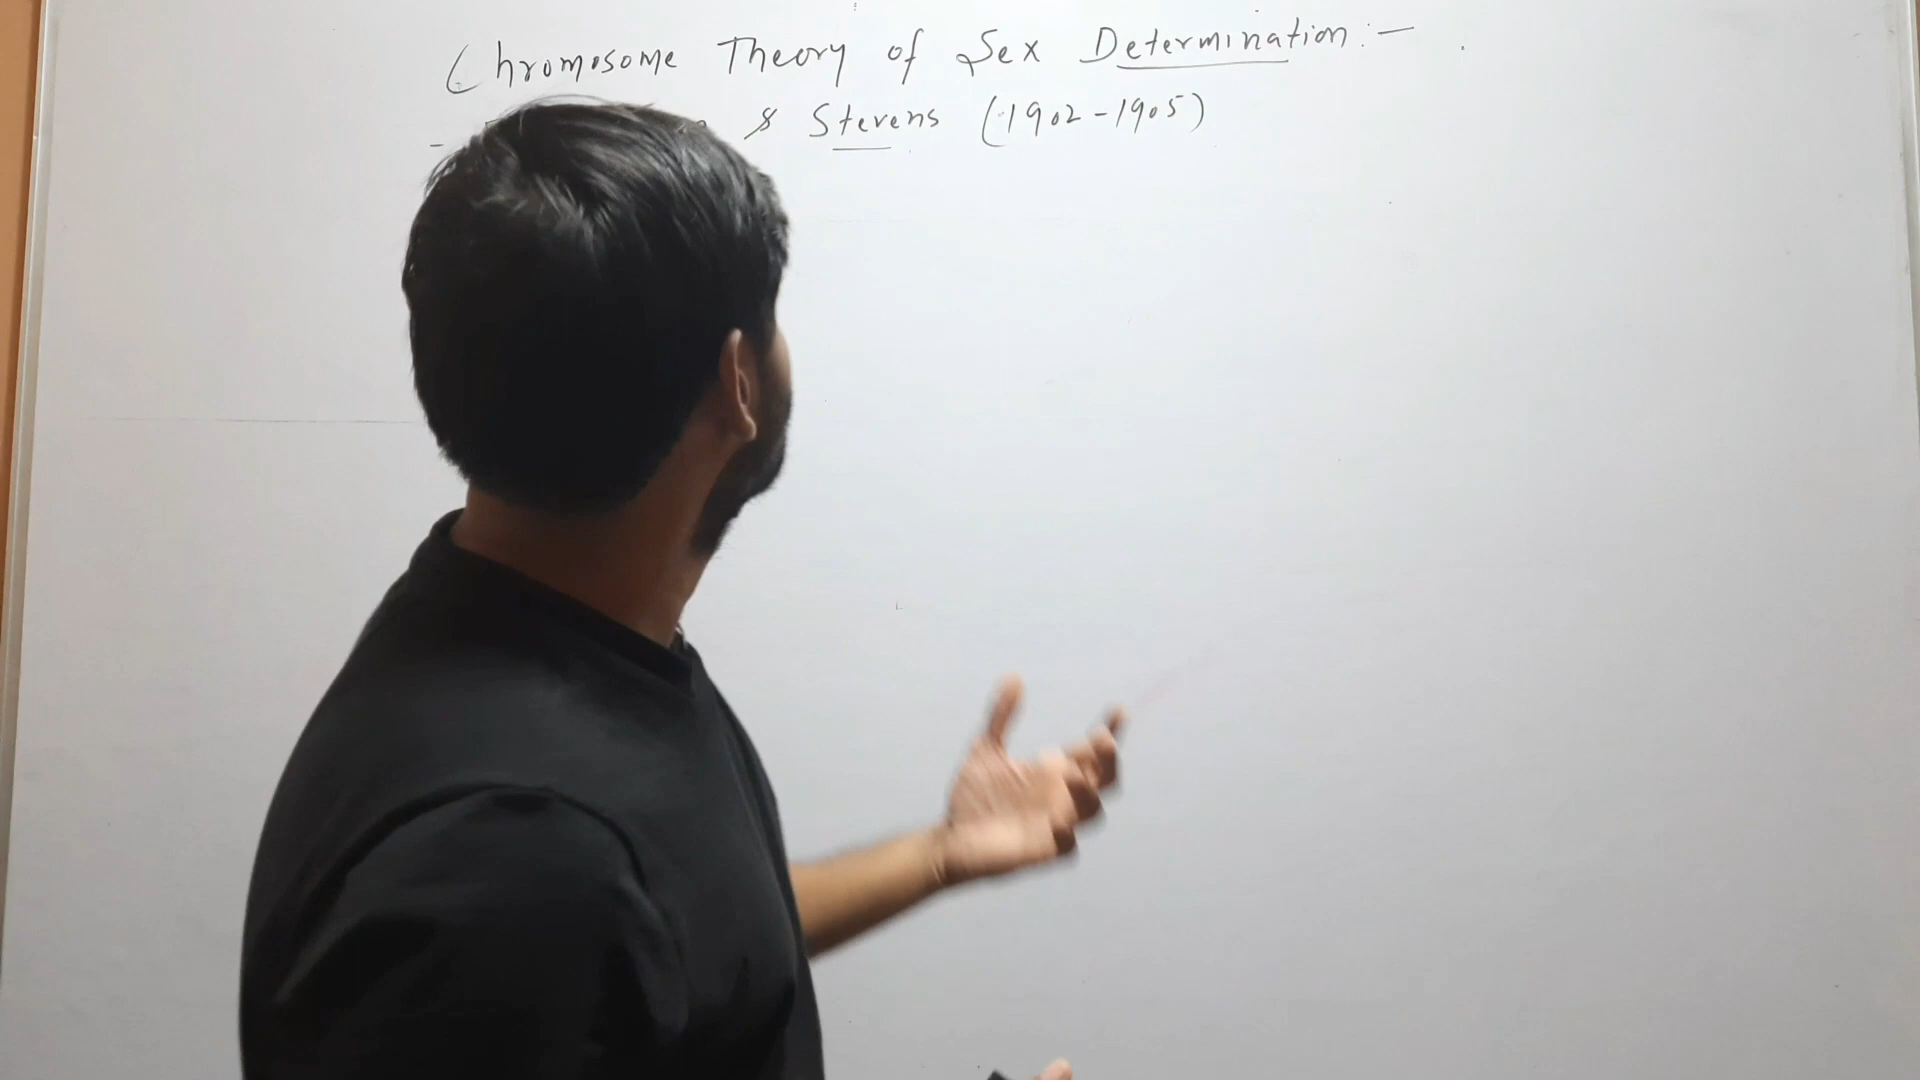 Chromosome Theory of Sex Determination :-
- & Stevens (1902-1905)